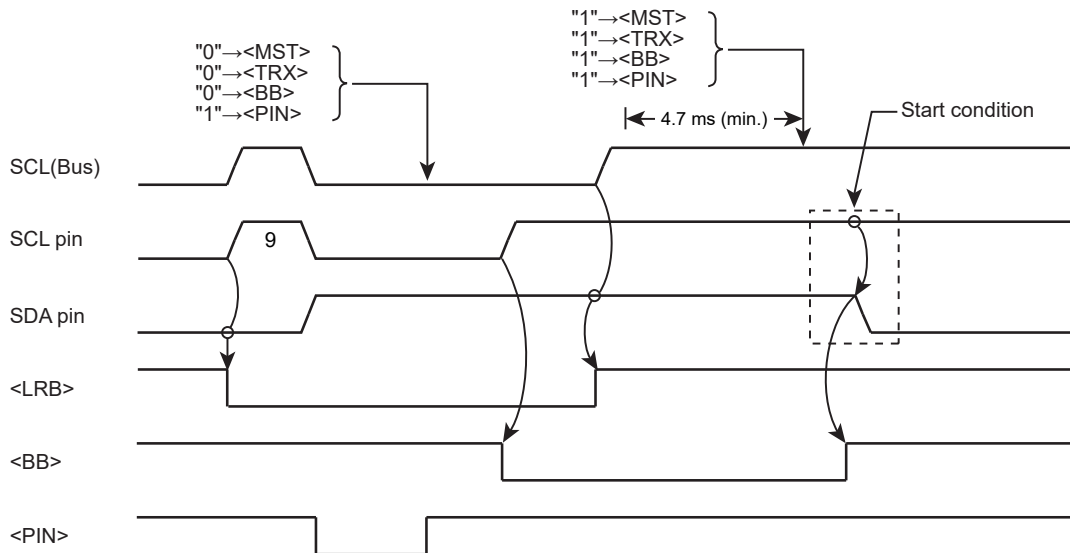 "0"→<MST>
"0"→<TRX>
"0"→<BB>
"1"→<PIN>
"1"→<MST>
"1"→<TRX>
"1"→<BB>
"1"→<PIN>
4.7 ms (min.)
Start condition
SCL(Bus)
SCL pin
9
SDA pin
<LRB>
<BB>
<PIN>